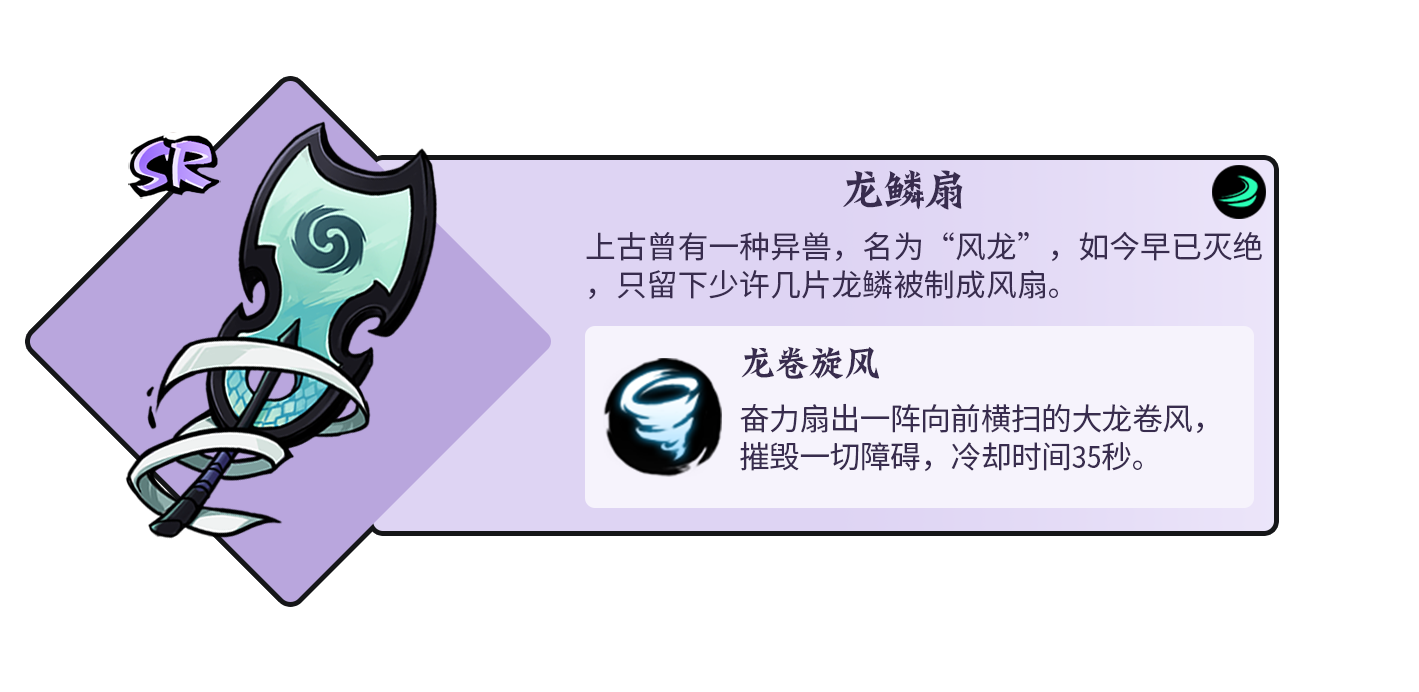 SR
龙鳞扇
上古曾有一种异兽，名为“风龙”，如今早已灭绝
，只留下少许几片龙鳞被制成风扇。
龙卷旋风
奋力扇出一阵向前横扫的大龙卷风，
摧毁一切障碍，冷却时间35秒。